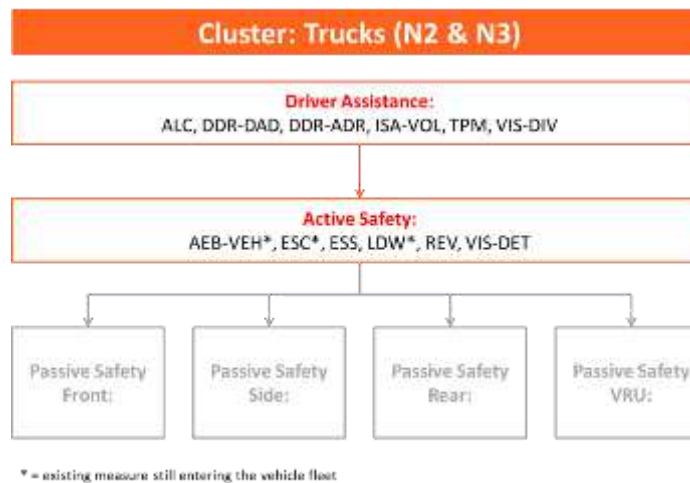 Cluster: Trucks (N2 & N3)
Driver Assistance:
ALC, DDR-DAD, DDR-ADR, ISA-VOL, TPM, VIS-DIV
Active Safety:
AEB-VEH*, ESC*, ESS, LDW*, REV, VIS-DET
Passive Safety
Front:
Passive Safety
Side:
Passive Safety
Rear:
Passive Safety
VRU:
* = existing measure still entering the vehicle fleet